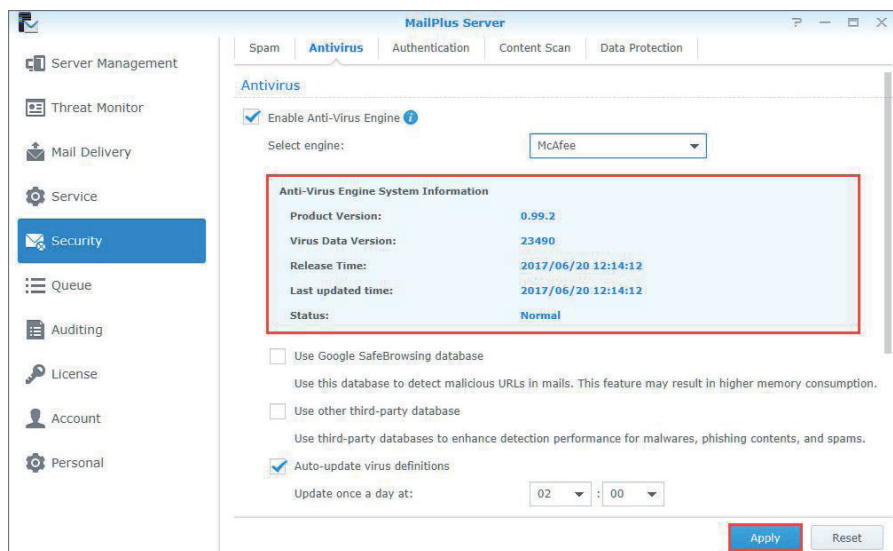 MailPlus Server
Server Management
Threat Monitor
Mail Delivery
Service
Security
Queue
Auditing
License
Account
Personal
Spam Antivirus Authentication Content Scan Data Protection
Antivirus
Enable Anti-Virus Engine
Select engine: McAfee
Anti-Virus Engine System Information
Product Version: 0.99.2
Virus Data Version: 23490
Release Time: 2017/06/20 12:14:12
Last updated time: 2017/06/20 12:14:12
Status: Normal
Use Google SafeBrowsing database
Use this database to detect malicious URLs in mails. This feature may result in higher memory consumption.
Use other third-party database
Use third-party databases to enhance detection performance for malwares, phishing contents, and spams.
Auto-update virus definitions
Update once a day at: 02 : 00
Apply Reset